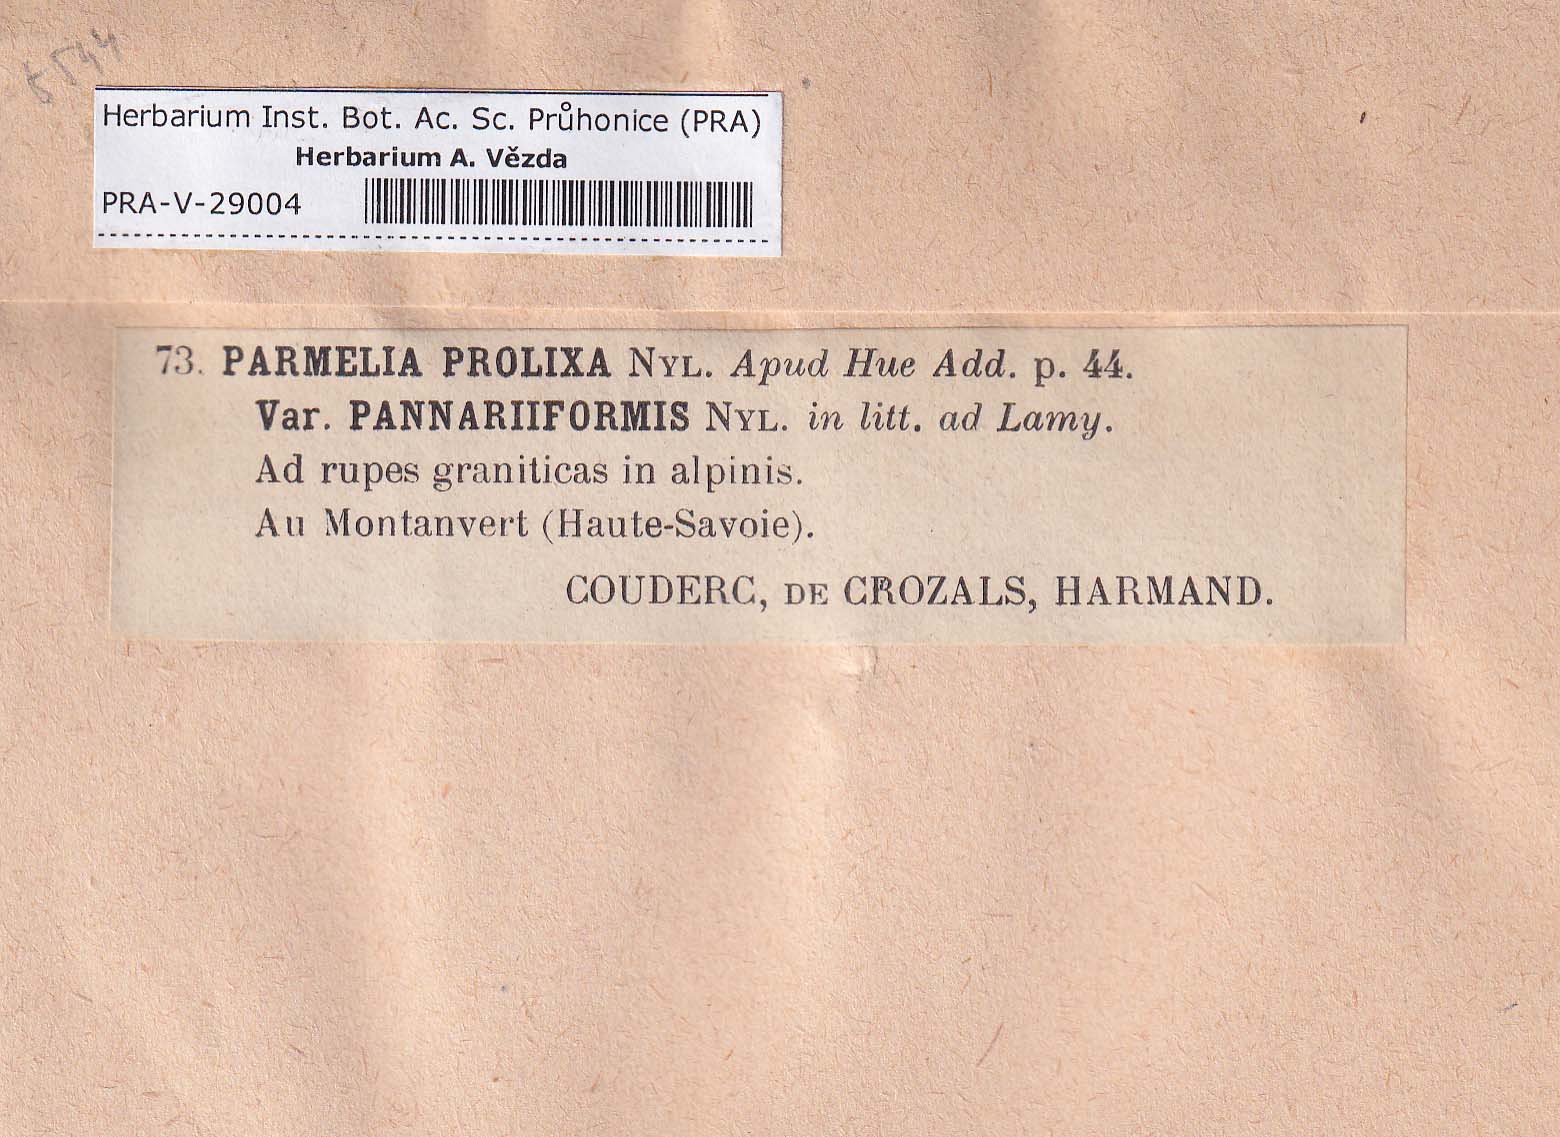 5544
Herbarium Inst. Bot. Ac. Sc. Průhonice (PRA)
Herbarium A. Vězda
PRA-V-29004
73. PARMELIA PROLIXA NYL. Apud Hue Add. p. 44.
Var. PANNARIIFORMIS NYL. in litt. ad Lamy.
Ad rupes graniticas in alpinis.
Au Montanvert (Haute-Savoie).
COUDERC, DE CROZALS, HARMAND.